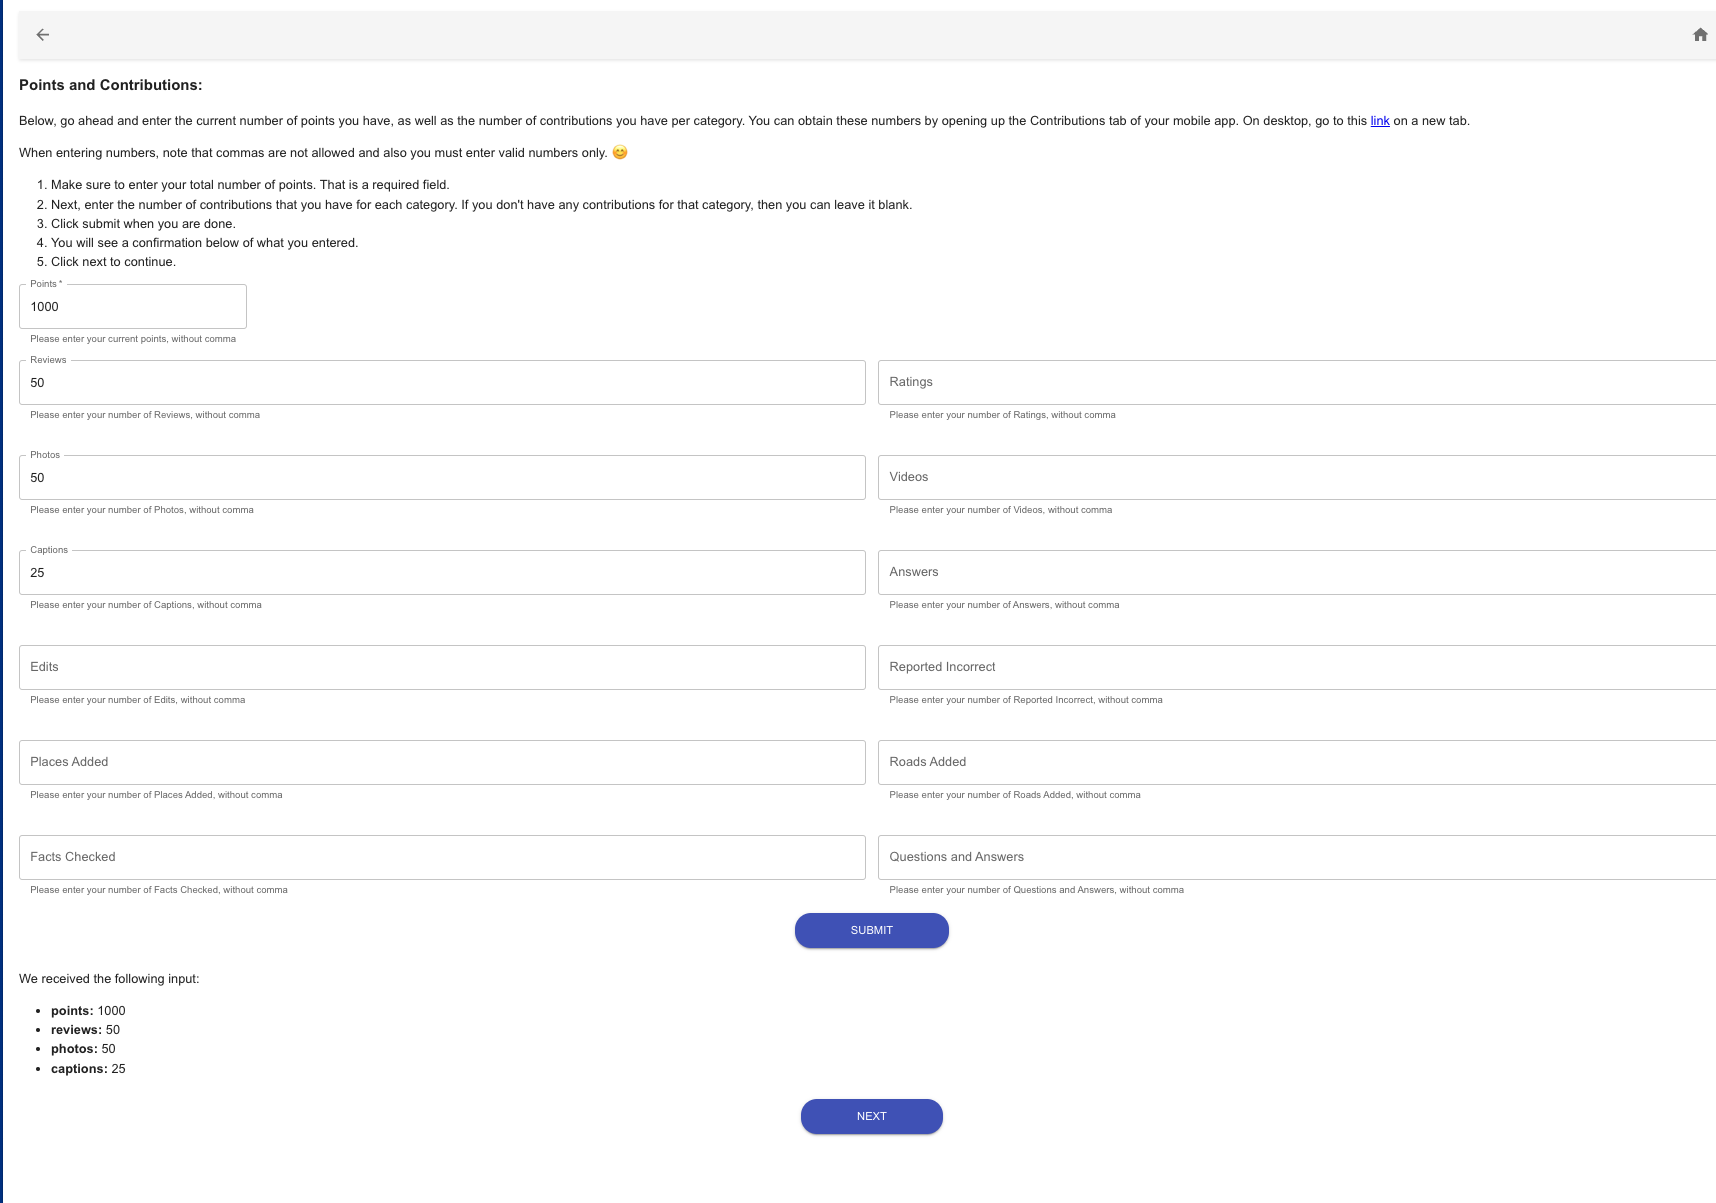 Points and Contributions:
Below, go ahead and enter the current number of points you have, as well as the number of contributions you have per category. You can obtain these numbers by opening up the Contributions tab of your mobile app. On desktop, go to this link on a new tab.
When entering numbers, note that commas are not allowed and also you must enter valid numbers only. 😊
1. Make sure to enter your total number of points. That is a required field.
2. Next, enter the number of contributions that you have for each category. If you don't have any contributions for that category, then you can leave it blank.
3. Click submit when you are done.
4. You will see a confirmation below of what you entered.
5. Click next to continue.
Points *
1000
Please enter your current points, without comma
Reviews
50
Please enter your number of Reviews, without comma
Ratings
Please enter your number of Ratings, without comma
Photos
50
Please enter your number of Photos, without comma
Videos
Please enter your number of Videos, without comma
Captions
25
Please enter your number of Captions, without comma
Answers
Please enter your number of Answers, without comma
Edits
Please enter your number of Edits, without comma
Reported Incorrect
Please enter your number of Reported Incorrect, without comma
Places Added
Please enter your number of Places Added, without comma
Roads Added
Please enter your number of Roads Added, without comma
Facts Checked
Please enter your number of Facts Checked, without comma
Questions and Answers
Please enter your number of Questions and Answers, without comma
SUBMIT
We received the following input:
• points: 1000
• reviews: 50
• photos: 50
• captions: 25
NEXT